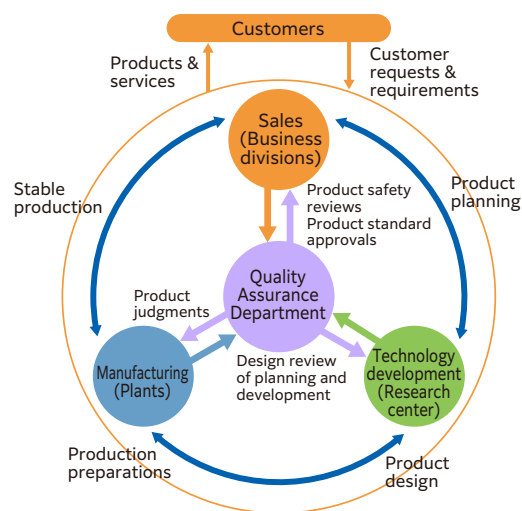 Customers
Products &
services
Customer
requests &
requirements
Sales
(Business
divisions)
Stable
production
Product
planning
Product safety
reviews
Product standard
approvals
Quality
Assurance
Department
Product
judgments
Manufacturing
(Plants)
Design review
of planning and
development
Technology
development
(Research
center)
Production
preparations
Product
design